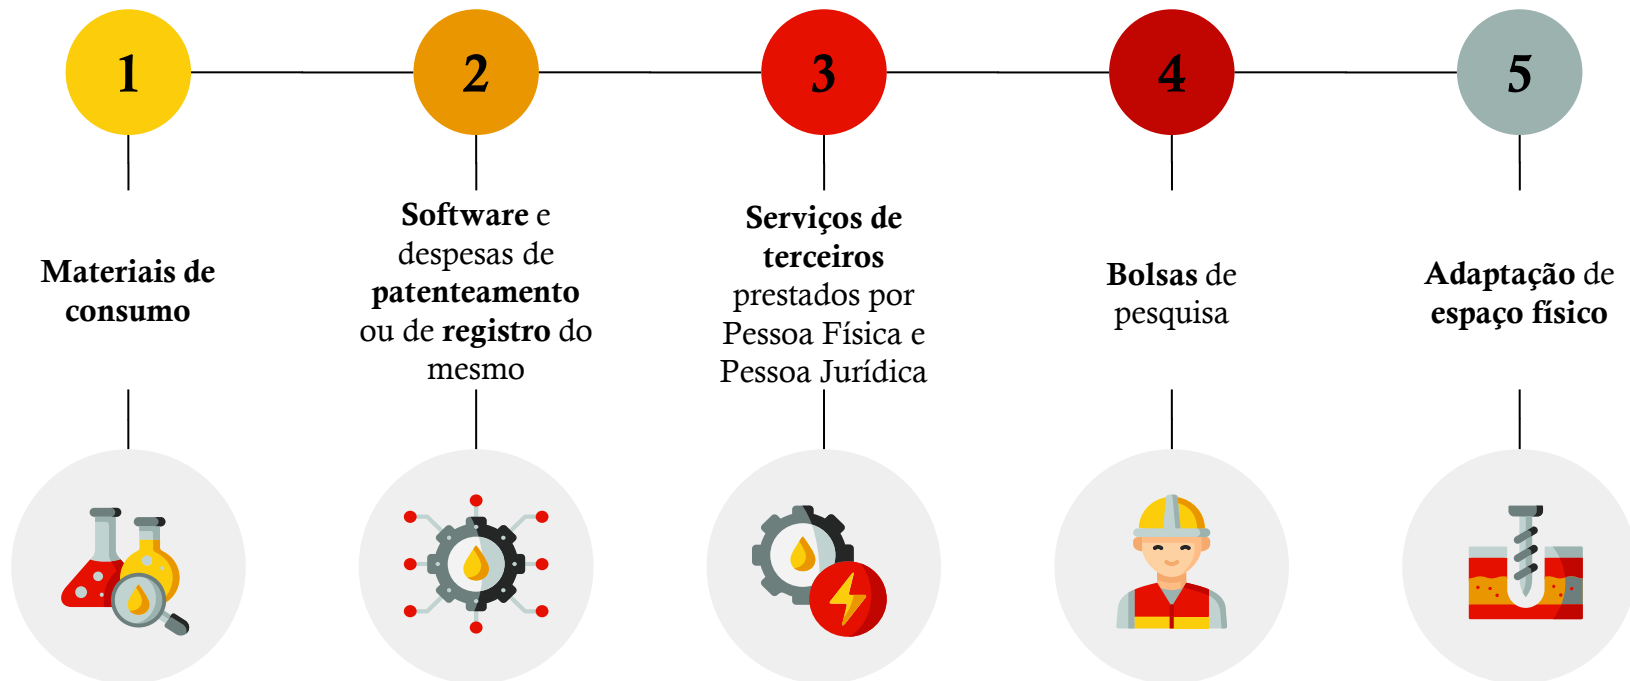 1
2
3
4
5
Materiais de
consumo
Software e
despesas de
patenteamento
ou de registro do
mesmo
Serviços de
terceiros
prestados por
Pessoa Física e
Pessoa Jurídica
Bolsas de
pesquisa
Adaptação de
espaço físico